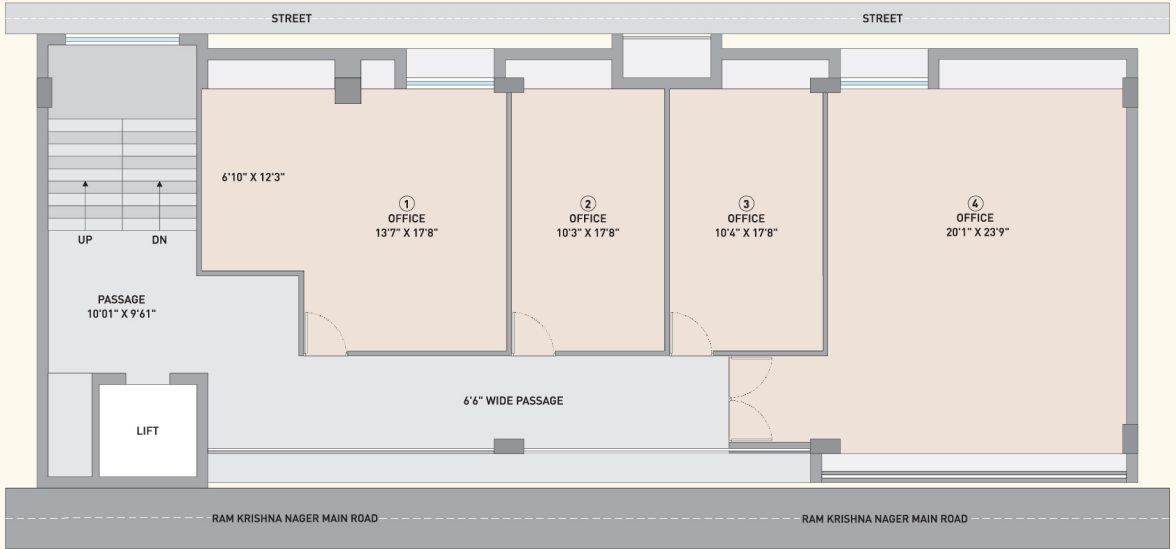 STREET
STREET
6'10" X 12'3"
1
OFFICE
13'7" X 17'8"
2
OFFICE
10'3" X 17'8"
3
OFFICE
10'4" X 17'8"
4
OFFICE
20'1" X 23'9"
UP
DN
PASSAGE
10'01" X 9'61"
6'6" WIDE PASSAGE
LIFT
RAM KRISHNA NAGER MAIN ROAD
RAM KRISHNA NAGER MAIN ROAD